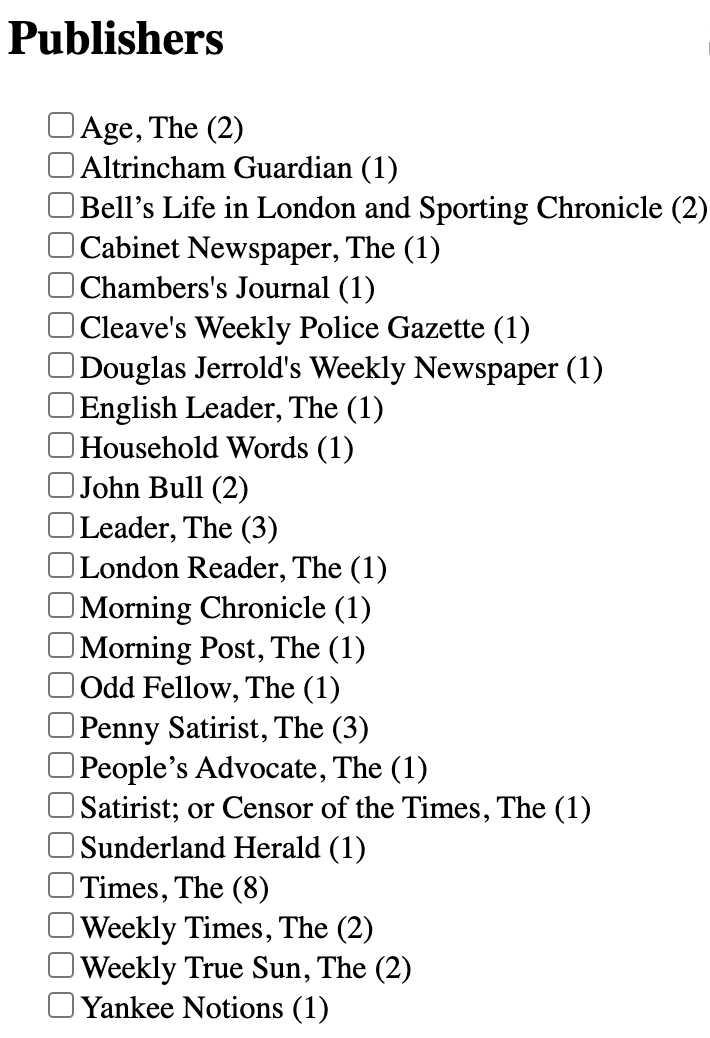 Publishers
Age, The (2)
Altrincham Guardian (1)
Bell’s Life in London and Sporting Chronicle (2)
Cabinet Newspaper, The (1)
Chambers's Journal (1)
Cleave's Weekly Police Gazette (1)
Douglas Jerrold's Weekly Newspaper (1)
English Leader, The (1)
Household Words (1)
John Bull (2)
Leader, The (3)
London Reader, The (1)
Morning Chronicle (1)
Morning Post, The (1)
Odd Fellow, The (1)
Penny Satirist, The (3)
People’s Advocate, The (1)
Satirist; or Censor of the Times, The (1)
Sunderland Herald (1)
Times, The (8)
Weekly Times, The (2)
Weekly True Sun, The (2)
Yankee Notions (1)